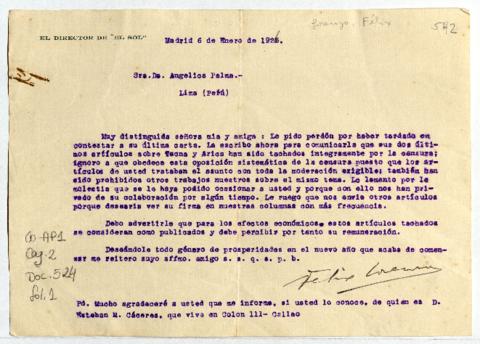 Lorenzo, Félix
542
EL DIRECTOR DE "EL SOL"
Madrid 6 de Enero de 1926.
Sra.Da. Angelica Palma.-
Lima (Perú)
Muy distinguida señora mia y amiga : Le pido perdón por haber tardado en
contestar a su última carta. La escribo ahora para comunicarle que sus dos
últimos artículos sobre Tacna y Arica han sido tachados integramente por la censura;
ignoro a que obedece esta oposición sistemática de la censura puesto que los ar-
tículos de usted trataban el asunto con toda la moderación exigible; también han
sido prohibidos otros trabajos nuestros sobre el mismo tema. Lo lamento por la
molestia que se le haya podido ocasionar a usted y porque con ello nos han pri-
vado de su colaboración por algún tiempo. Le ruego que nos envie otros artículos
porque desearía ver su firma en nuestras columnas con más frecuencia.
Debo advertirle que para los efectos económicos, estos artículos tachados
se consideran como publicados y debe percibir por tanto su remuneración.
Deseándole todo género de prosperidades en el nuevo año que acaba de comen-
zar me reitero suyo affmo. amigo s. s. q. s. p. b.
Felix Lorenzo
Pd. Mucho agradeceré a usted que me informe, si usted lo conoce, de quien es D.
Esteban M. Cáceres, que vive en Colon 111- Callao
CO-AP1
Caj.2
Doc.524
fol.1